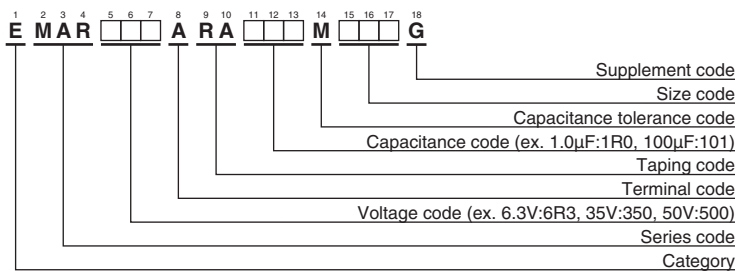 1 2 3 4 5 6 7 8 9 10 11 12 13 14 15 16 17 18
E MAR □□□ A RA □□□ M □□□ G
Supplement code
Size code
Capacitance tolerance code
Capacitance code (ex. 1.0µF:1R0, 100µF:101)
Taping code
Terminal code
Voltage code (ex. 6.3V:6R3, 35V:350, 50V:500)
Series code
Category